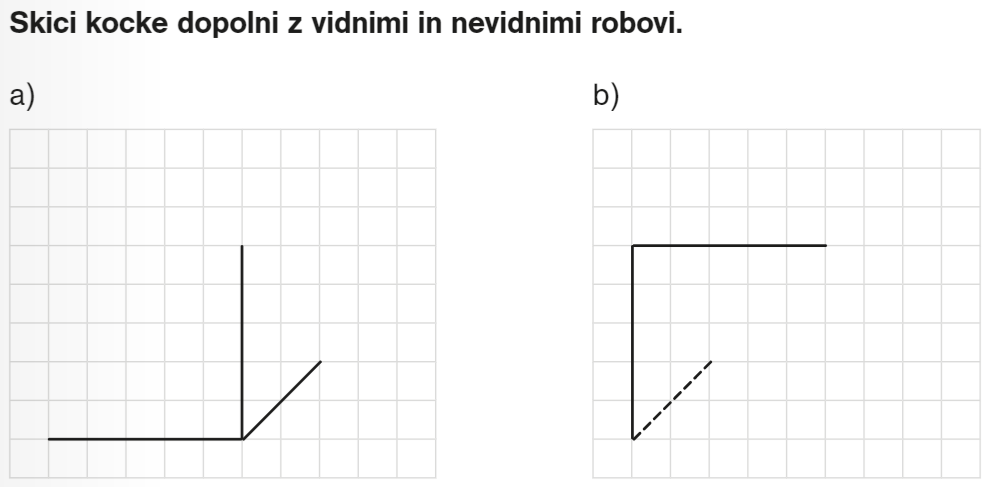 Skici kocke dopolni z vidnimi in nevidnimi robovi.
a)
b)